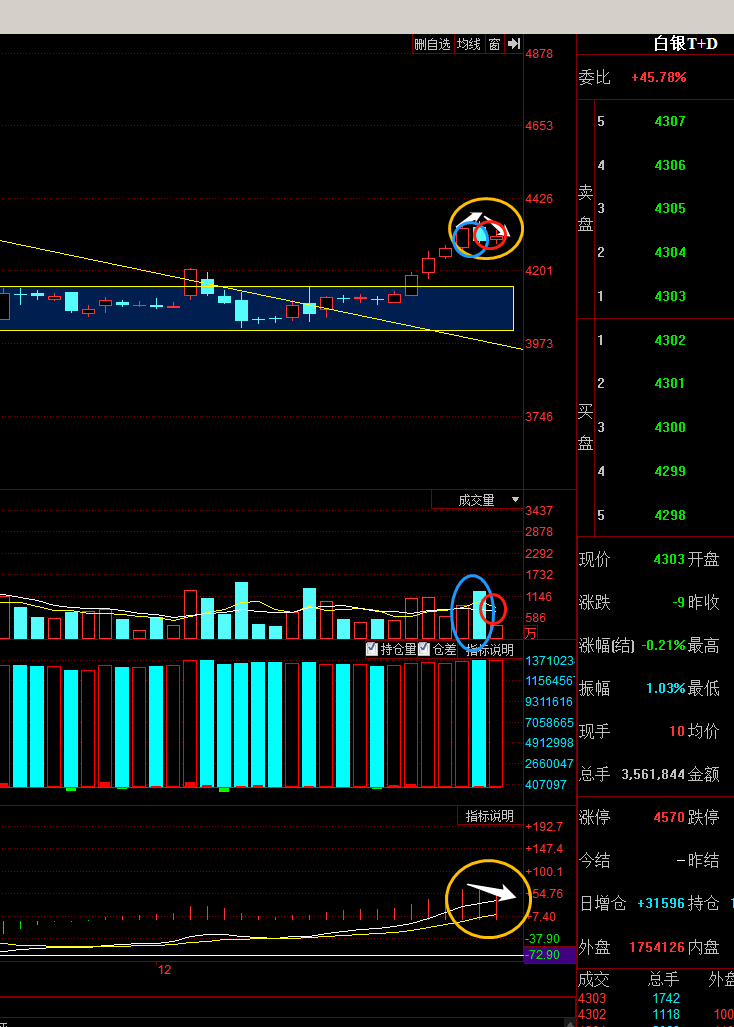 删自选 均线 窗
白银T+D
委比 +45.78%
卖盘
5 4307
4 4306
3 4305
2 4304
1 4303
买盘
1 4302
2 4301
3 4300
4 4299
5 4298
现价 4303 开盘
涨跌 -9 昨收
涨幅(结) -0.21% 最高
振幅 1.03% 最低
现手 10 均价
总手 3,561,844 金额
涨停 4570 跌停
今结 — 昨结
日增仓 +31596 持仓 1
外盘 1754126 内盘
成交 总手 外盘
4303 1742
4302 1118 100
4878
4653
4426
4201
3973
3746
成交量
3437
2878
2292
1732
1146
586
万
持仓量 仓差 指标说明
1371023
1156456
9311616
7058665
4912998
2660047
407097
指标说明
+192.7
+147.4
+100.1
+54.76
+7.40
-37.90
-72.90
12